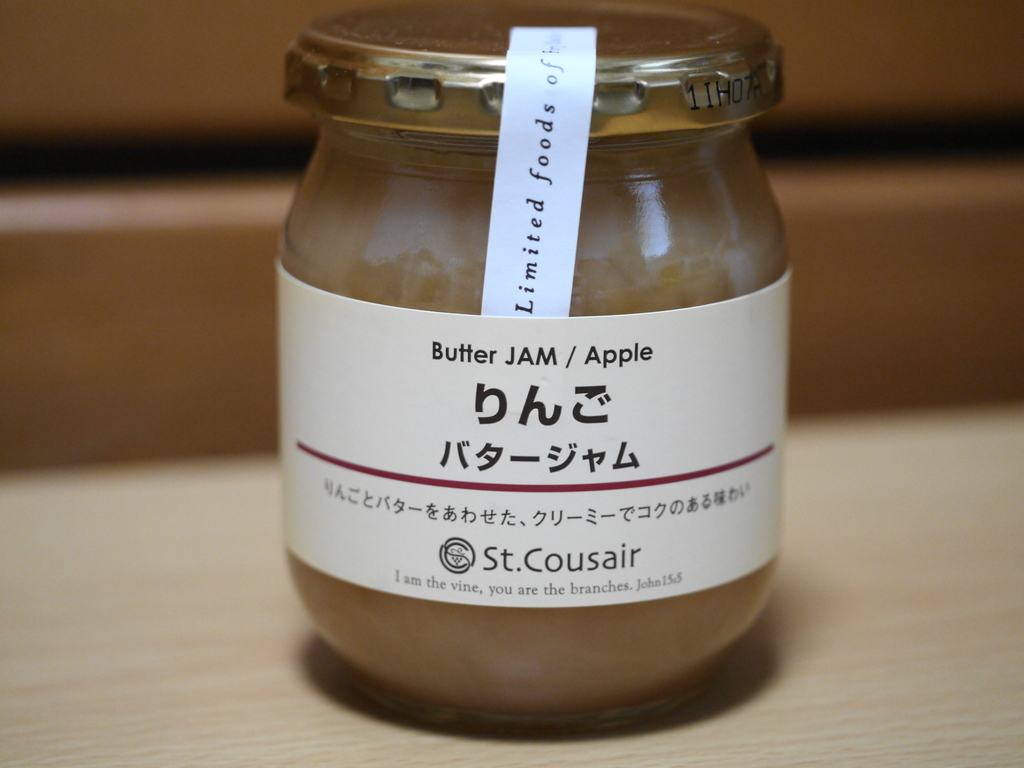 1IH07A
Limited foods of
Butter JAM / Apple
りんご
バタージャム
りんごとバターをあわせた、クリーミーでコクのある味わい
St.Cousair
I am the vine, you are the branches. John15:5